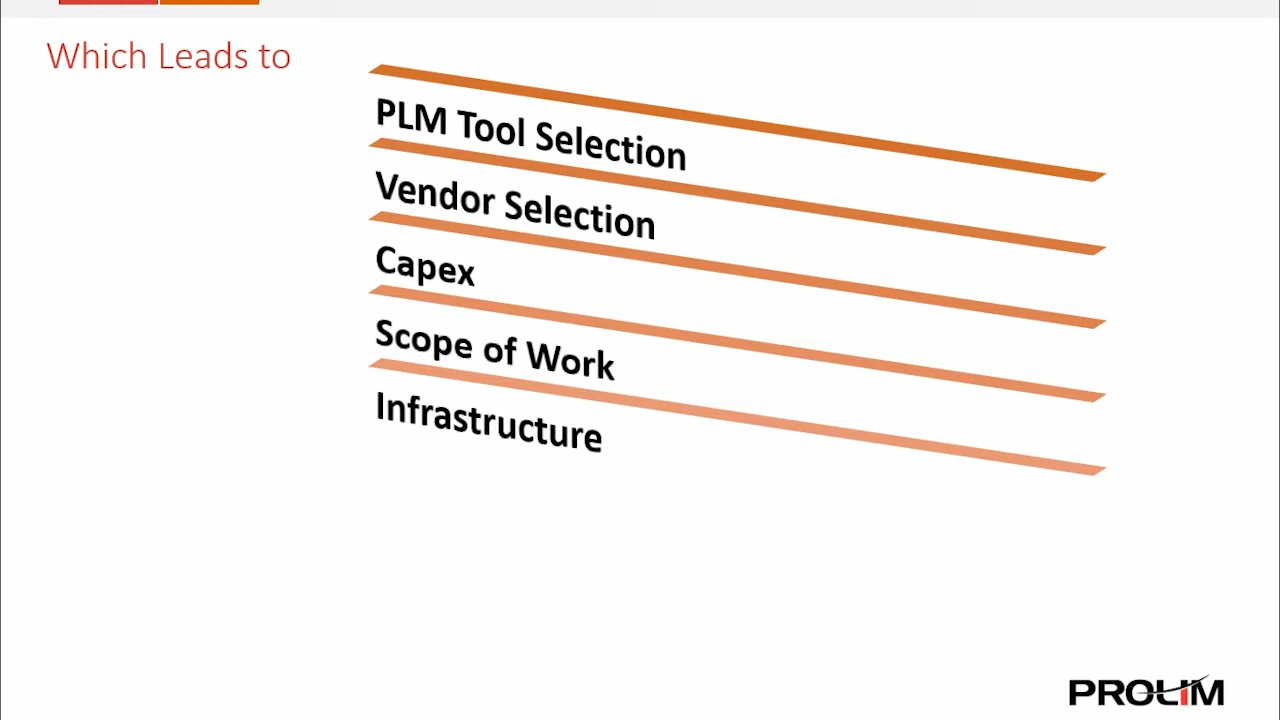 Which Leads to
PLM Tool Selection
Vendor Selection
Capex
Scope of Work
Infrastructure
PROLIM